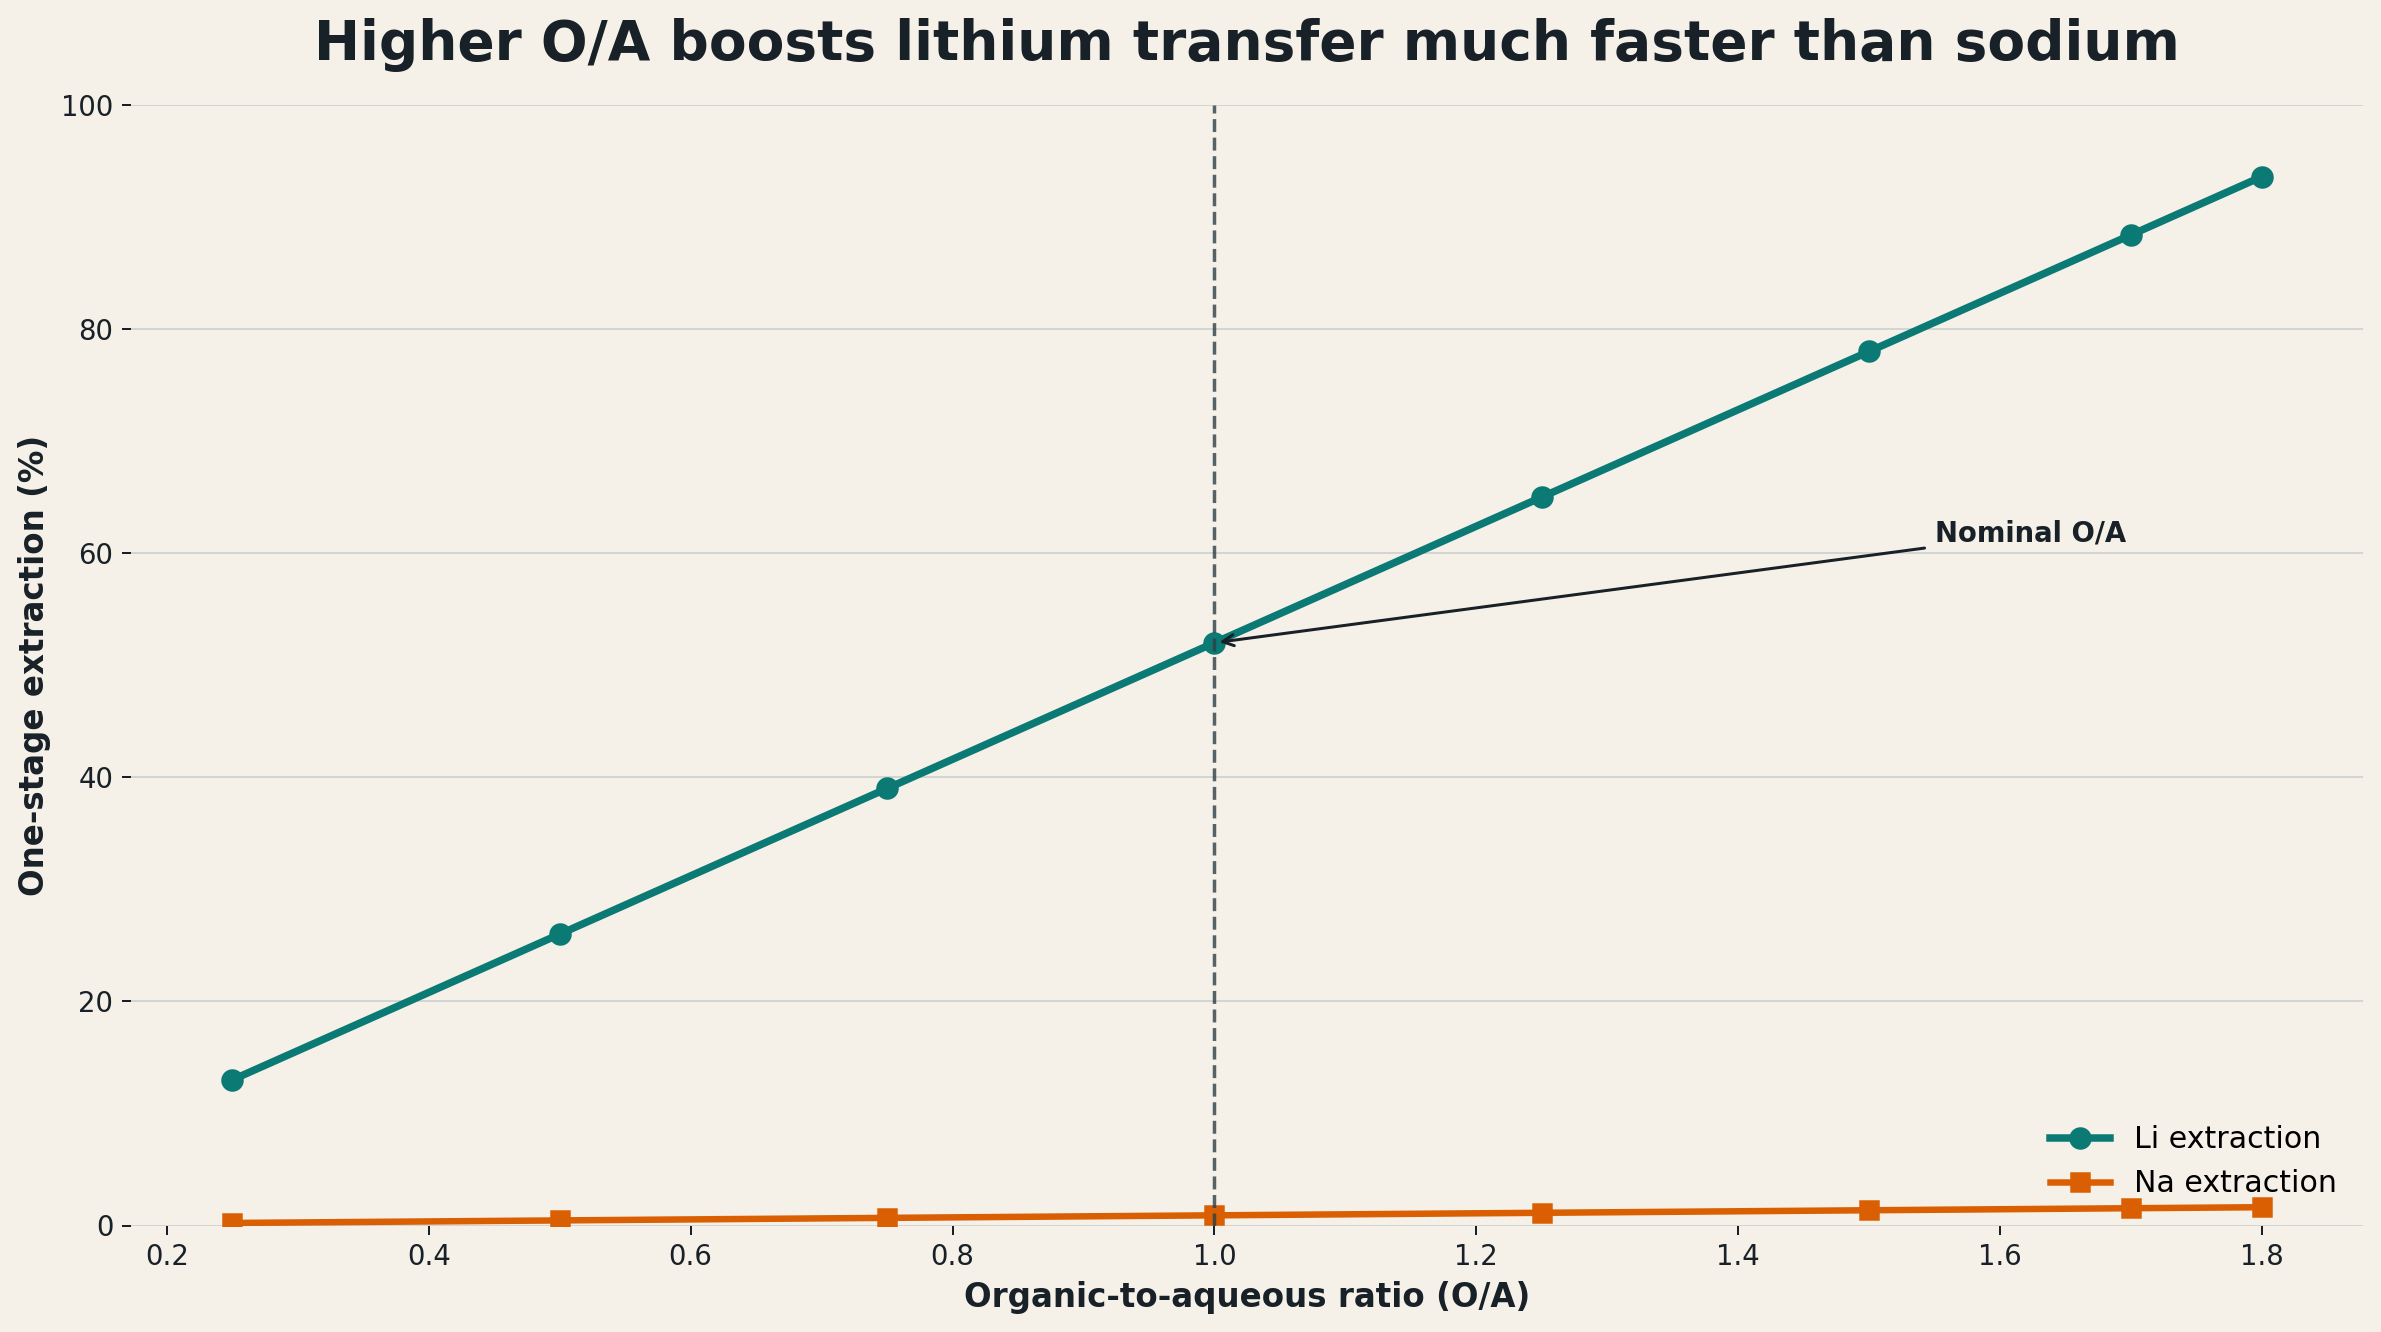 Higher O/A boosts lithium transfer much faster than sodium
One-stage extraction (%)
100
80
60
40
20
0
Nominal O/A
Li extraction
Na extraction
0.2 0.4 0.6 0.8 1.0 1.2 1.4 1.6 1.8
Organic-to-aqueous ratio (O/A)